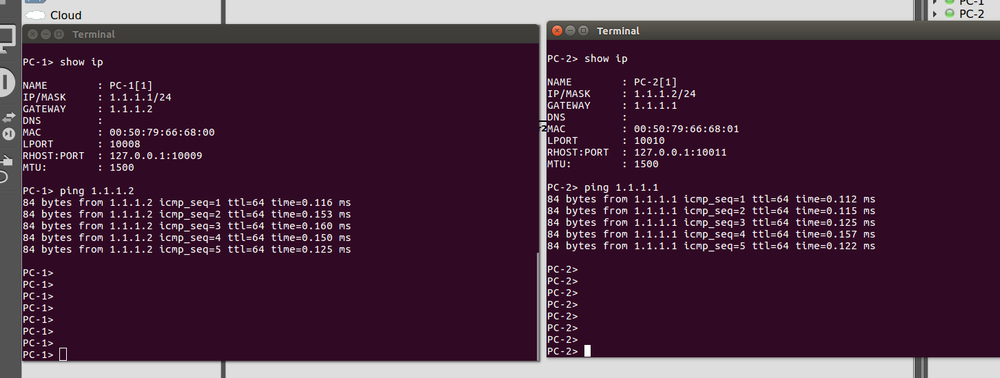 Cloud
PC-1
PC-2
Terminal
PC-1> show ip
NAME        : PC-1[1]
IP/MASK     : 1.1.1.1/24
GATEWAY     : 1.1.1.2
DNS         :
MAC         : 00:50:79:66:68:00
LPORT       : 10008
RHOST:PORT  : 127.0.0.1:10009
MTU:        : 1500
PC-1> ping 1.1.1.2
84 bytes from 1.1.1.2 icmp_seq=1 ttl=64 time=0.116 ms
84 bytes from 1.1.1.2 icmp_seq=2 ttl=64 time=0.153 ms
84 bytes from 1.1.1.2 icmp_seq=3 ttl=64 time=0.160 ms
84 bytes from 1.1.1.2 icmp_seq=4 ttl=64 time=0.150 ms
84 bytes from 1.1.1.2 icmp_seq=5 ttl=64 time=0.125 ms
PC-1>
PC-1>
PC-1>
PC-1>
PC-1>
PC-1>
PC-1>
PC-1>
Terminal
PC-2> show ip
NAME        : PC-2[1]
IP/MASK     : 1.1.1.2/24
GATEWAY     : 1.1.1.1
DNS         :
MAC         : 00:50:79:66:68:01
LPORT       : 10010
RHOST:PORT  : 127.0.0.1:10011
MTU:        : 1500
PC-2> ping 1.1.1.1
84 bytes from 1.1.1.1 icmp_seq=1 ttl=64 time=0.112 ms
84 bytes from 1.1.1.1 icmp_seq=2 ttl=64 time=0.115 ms
84 bytes from 1.1.1.1 icmp_seq=3 ttl=64 time=0.125 ms
84 bytes from 1.1.1.1 icmp_seq=4 ttl=64 time=0.157 ms
84 bytes from 1.1.1.1 icmp_seq=5 ttl=64 time=0.122 ms
PC-2>
PC-2>
PC-2>
PC-2>
PC-2>
PC-2>
PC-2>
PC-2>